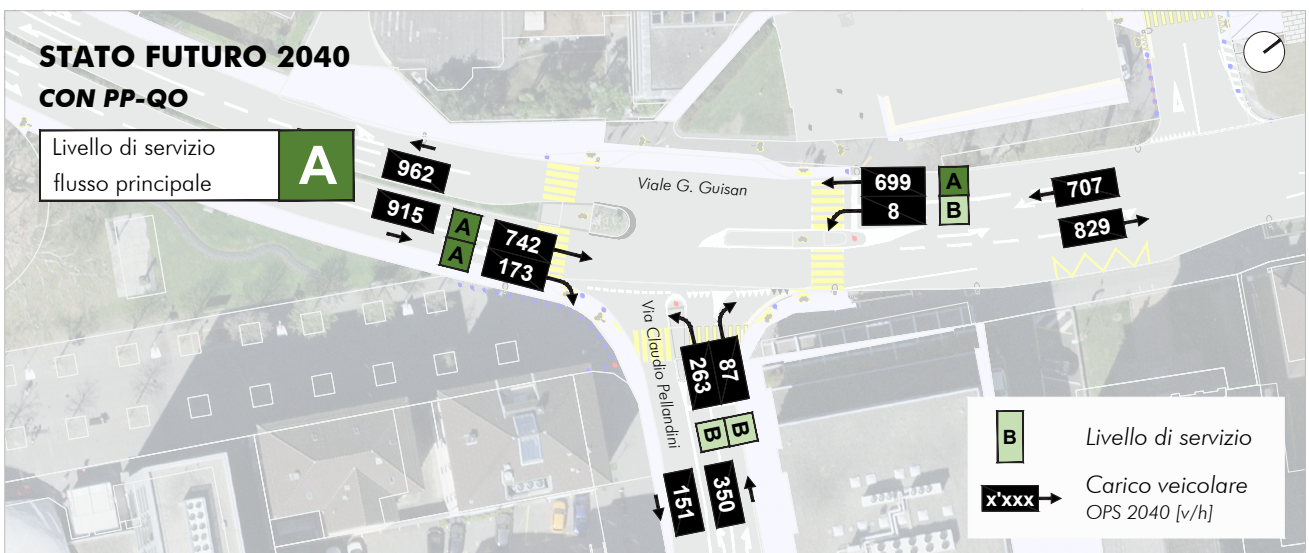 STATO FUTURO 2040
CON PP-QO
Livello di servizio
flusso principale
A
962
915
A
A
742
173
Viale G. Guisan
699
8
A
B
707
829
Via Claudio Pellandini
263
87
B
B
151
350
B
Livello di servizio
x'xxx
Carico veicolare
OPS 2040 [v/h]